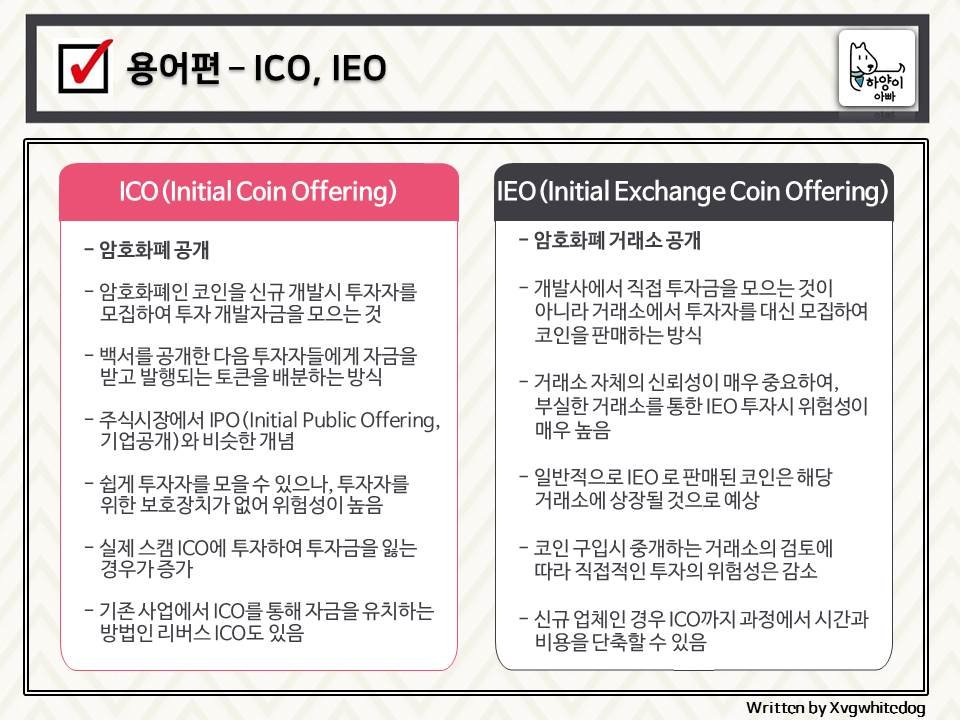 용어편 – ICO, IEO
하양이
아빠
ICO(Initial Coin Offering)
- 암호화폐 공개
- 암호화폐인 코인을 신규 개발시 투자자를
모집하여 투자 개발자금을 모으는 것
- 백서를 공개한 다음 투자자들에게 자금을
받고 발행되는 토큰을 배분하는 방식
- 주식시장에서 IPO(Initial Public Offering,
기업공개)와 비슷한 개념
- 쉽게 투자자를 모을 수 있으나, 투자자를
위한 보호장치가 없어 위험성이 높음
- 실제 스캠 ICO에 투자하여 투자금을 잃는
경우가 증가
- 기존 사업에서 ICO를 통해 자금을 유치하는
방법인 리버스 ICO도 있음
IEO(Initial Exchange Coin Offering)
- 암호화폐 거래소 공개
- 개발사에서 직접 투자금을 모으는 것이
아니라 거래소에서 투자자를 대신 모집하여
코인을 판매하는 방식
- 거래소 자체의 신뢰성이 매우 중요하여,
부실한 거래소를 통한 IEO 투자시 위험성이
매우 높음
- 일반적으로 IEO 로 판매된 코인은 해당
거래소에 상장될 것으로 예상
- 코인 구입시 중개하는 거래소의 검토에
따라 직접적인 투자의 위험성은 감소
- 신규 업체인 경우 ICO까지 과정에서 시간과
비용을 단축할 수 있음
Written by Xvgwhitedog